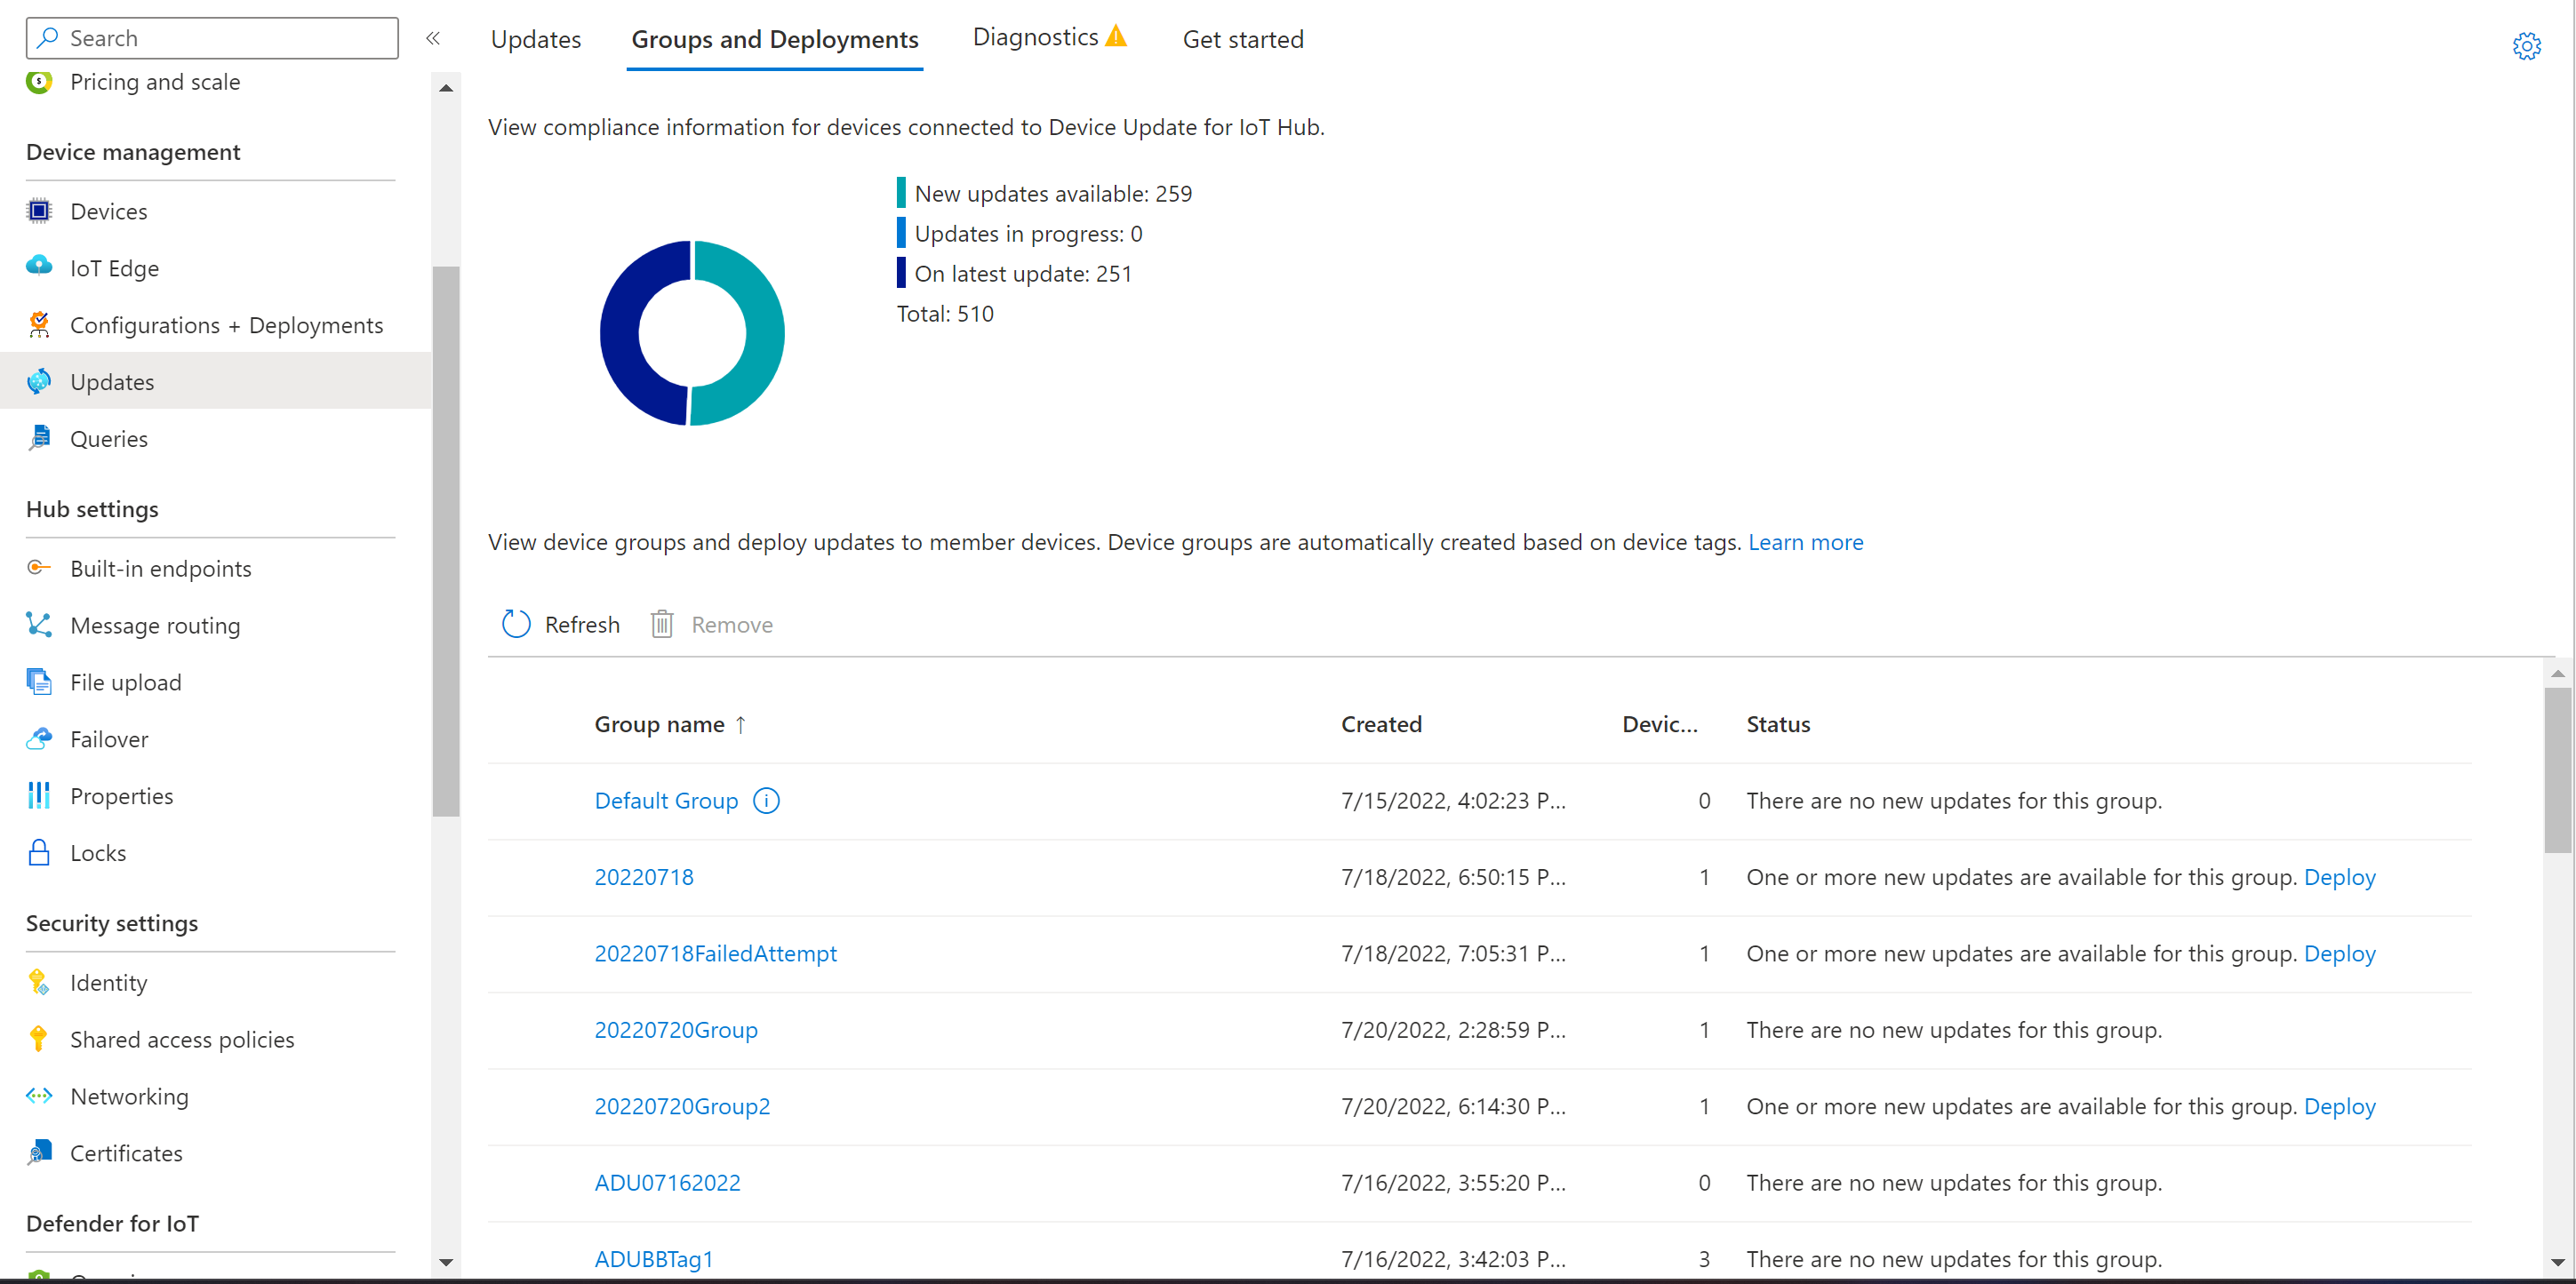 Search
Pricing and scale
Device management
Devices
IoT Edge
Configurations + Deployments
Updates
Queries
Hub settings
Built-in endpoints
Message routing
File upload
Failover
Properties
Locks
Security settings
Identity
Shared access policies
Networking
Certificates
Defender for IoT
Updates Groups and Deployments Diagnostics Get started
View compliance information for devices connected to Device Update for IoT Hub.
New updates available: 259
Updates in progress: 0
On latest update: 251
Total: 510
View device groups and deploy updates to member devices. Device groups are automatically created based on device tags. Learn more
Refresh Remove
Group name ↑ Created Devic... Status
Default Group 7/15/2022, 4:02:23 P... 0 There are no new updates for this group.
20220718 7/18/2022, 6:50:15 P... 1 One or more new updates are available for this group. Deploy
20220718FailedAttempt 7/18/2022, 7:05:31 P... 1 One or more new updates are available for this group. Deploy
20220720Group 7/20/2022, 2:28:59 P... 1 There are no new updates for this group.
20220720Group2 7/20/2022, 6:14:30 P... 1 One or more new updates are available for this group. Deploy
ADU07162022 7/16/2022, 3:55:20 P... 0 There are no new updates for this group.
ADUBBTag1 7/16/2022, 3:42:03 P... 3 There are no new updates for this group.